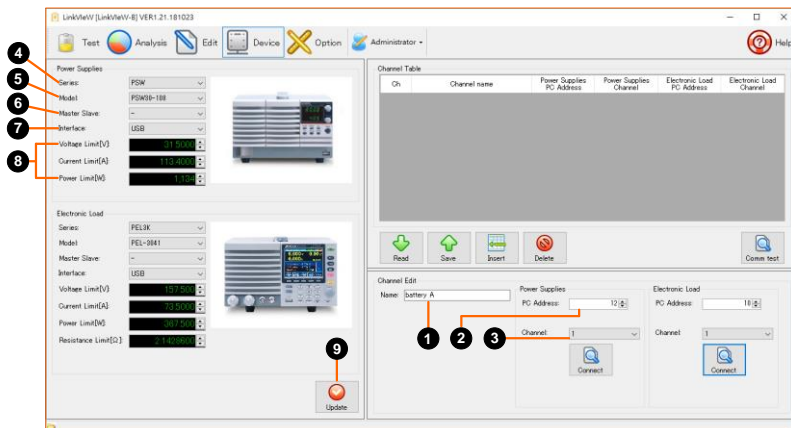 LinkVIeW [LinkVIeW-B] VER1.21.181023
Test Analysis Edit Device Option Administrator Help
Power Supplies
4 Series: PSW
5 Model: PSW30-108
6 Master Slave: -
7 Interface: USB
8 Voltage Limit[V]: 31.5000
Current Limit[A]: 113.4000
Power Limit[W]: 1,134
Electronic Load
Series: PEL3K
Model: PEL-3041
Master Slave: -
Interface: USB
Voltage Limit[V]: 157.500
Current Limit[A]: 73.5000
Power Limit[W]: 367.500
Resistance Limit[Ω]: 2.1429600
9
Update
Channel Table
Ch Channel name Power Supplies PC Address Power Supplies Channel Electronic Load PC Address Electronic Load Channel
Read Save Insert Delete Comm test
Channel Edit
Name: battery A
1
Power Supplies
2 PC Address: 12
3 Channel: 1
Connect
Electronic Load
PC Address: 18
Channel: 1
Connect